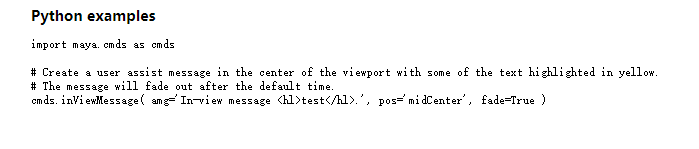 Python examples
import maya.cmds as cmds
# Create a user assist message in the center of the viewport with some of the text highlighted in yellow.
# The message will fade out after the default time.
cmds.inViewMessage( amg='In-view message <hl>test</hl>.', pos='midCenter', fade=True )